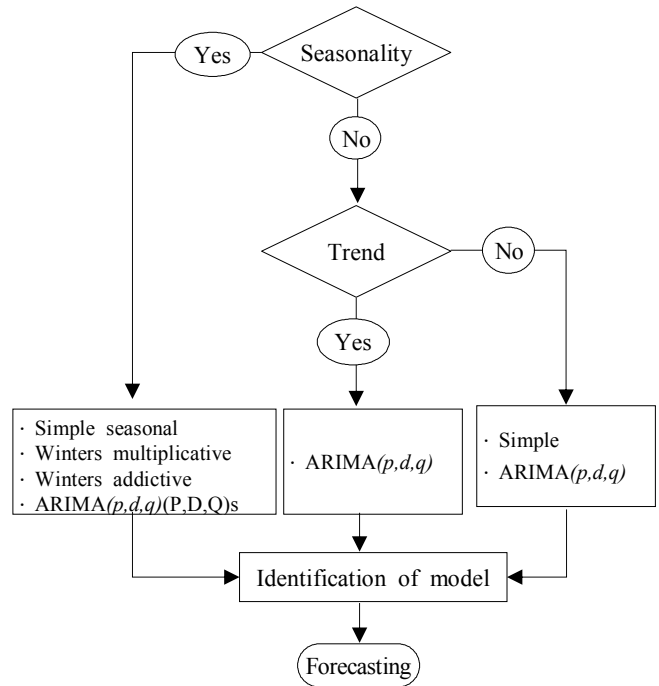 Yes
Seasonality
No
Trend
No
Yes
· Simple seasonal
· Winters multiplicative
· Winters addictive
· ARIMA(p,d,q)(P,D,Q)s
· ARIMA(p,d,q)
· Simple
· ARIMA(p,d,q)
Identification of model
Forecasting